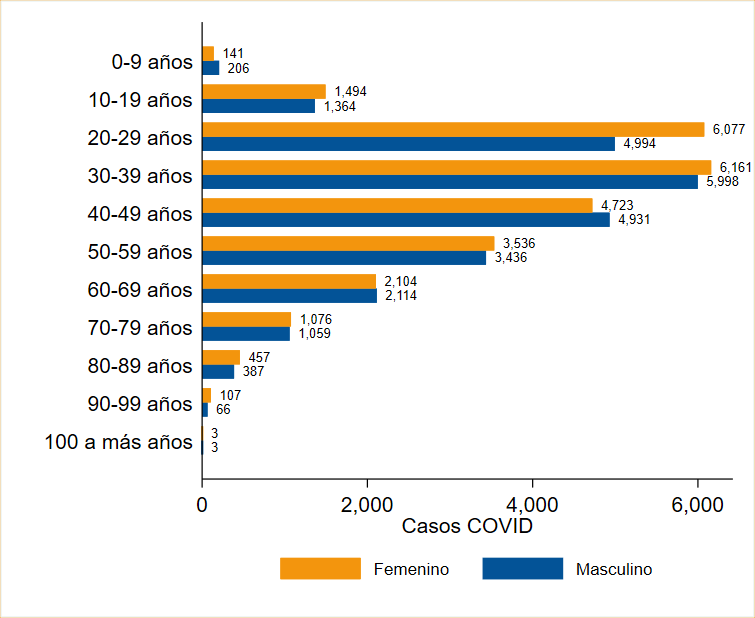 0-9 años
141
206
10-19 años
1,494
1,364
20-29 años
6,077
4,994
30-39 años
6,161
5,998
40-49 años
4,723
4,931
50-59 años
3,536
3,436
60-69 años
2,104
2,114
70-79 años
1,076
1,059
80-89 años
457
387
90-99 años
107
66
100 a más años
3
3
0 2,000 4,000 6,000
Casos COVID
Femenino Masculino